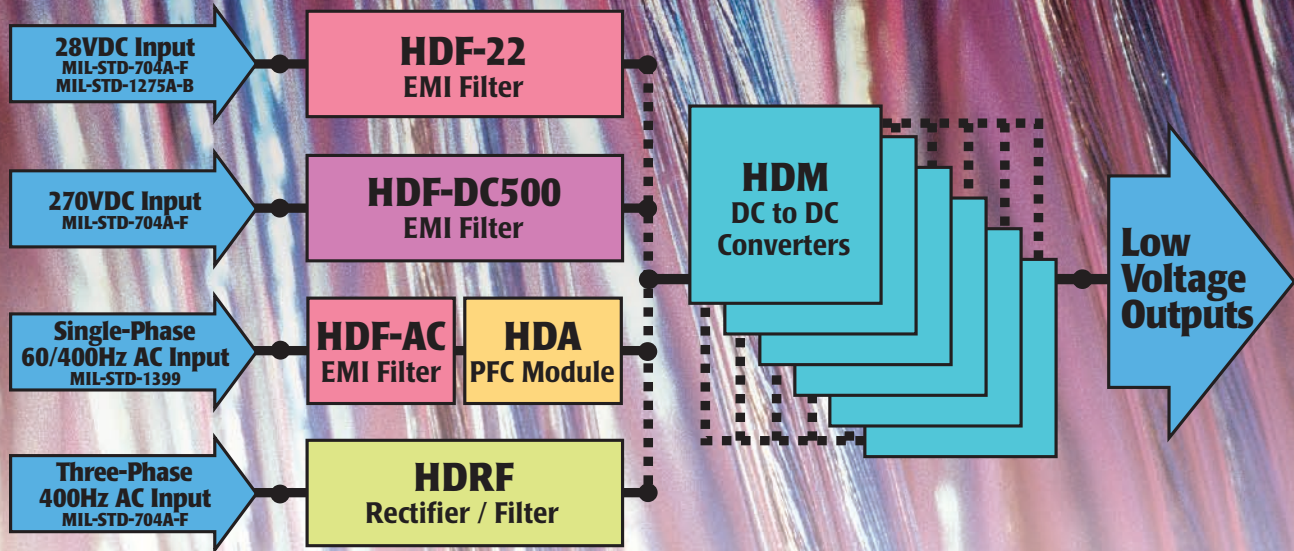 28VDC Input
MIL-STD-704A-F
MIL-STD-1275A-B
HDF-22
EMI Filter
270VDC Input
MIL-STD-704A-F
HDF-DC500
EMI Filter
Single-Phase
60/400Hz AC Input
MIL-STD-1399
HDF-AC
EMI Filter
HDA
PFC Module
Three-Phase
400Hz AC Input
MIL-STD-704A-F
HDRF
Rectifier / Filter
HDM
DC to DC
Converters
Low
Voltage
Outputs